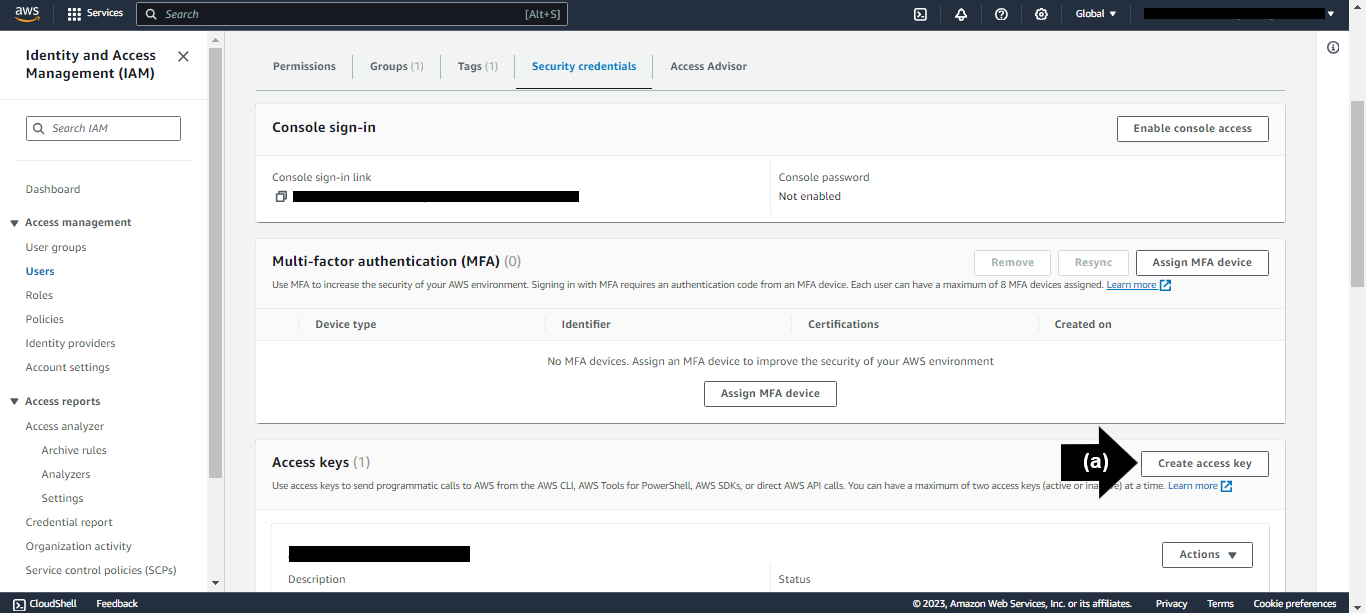 aws
Services
Search
[Alt+S]
Global
Identity and Access Management (IAM)
Search IAM
Dashboard
Access management
User groups
Users
Roles
Policies
Identity providers
Account settings
Access reports
Access analyzer
Archive rules
Analyzers
Settings
Credential report
Organization activity
Service control policies (SCPs)
Permissions
Groups (1)
Tags (1)
Security credentials
Access Advisor
Console sign-in
Enable console access
Console sign-in link
Console password
Not enabled
Multi-factor authentication (MFA) (0)
Remove
Resync
Assign MFA device
Use MFA to increase the security of your AWS environment. Signing in with MFA requires an authentication code from an MFA device. Each user can have a maximum of 8 MFA devices assigned. Learn more
Device type
Identifier
Certifications
Created on
No MFA devices. Assign an MFA device to improve the security of your AWS environment
Assign MFA device
Access keys (1)
(a)
Create access key
Use access keys to send programmatic calls to AWS from the AWS CLI, AWS Tools for PowerShell, AWS SDKs, or direct AWS API calls. You can have a maximum of two access keys (active or inactive) at a time. Learn more
Actions
Description
Status
CloudShell
Feedback
© 2023, Amazon Web Services, Inc. or its affiliates.
Privacy
Terms
Cookie preferences